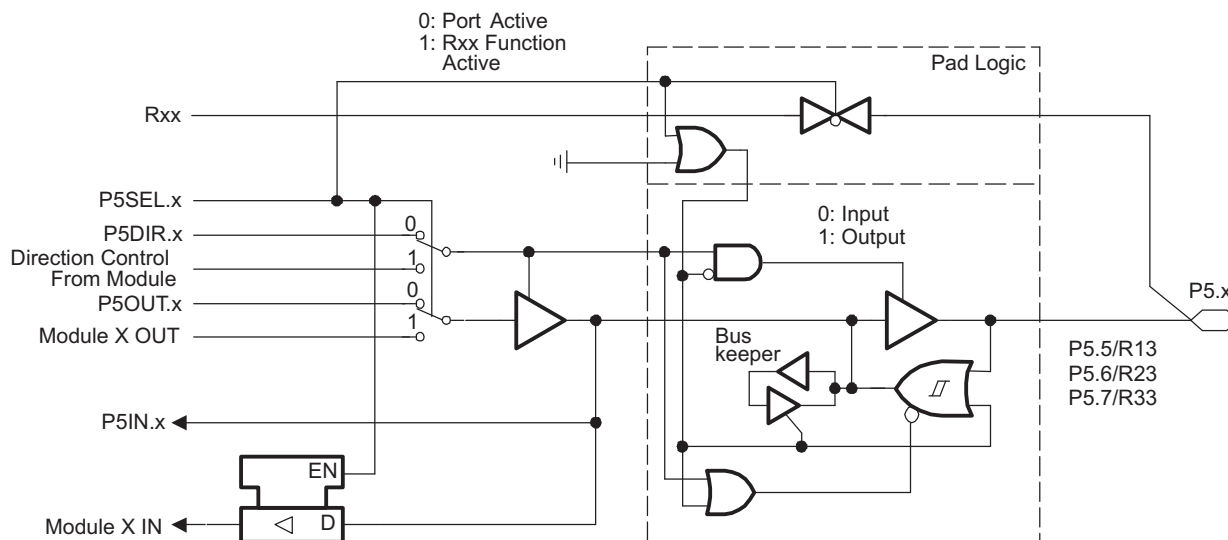 0: Port Active
1: Rxx Function
Active
Pad Logic
Rxx
P5SEL.x
P5DIR.x
0
Direction Control
From Module
1
0: Input
1: Output
P5OUT.x
0
Module X OUT
1
P5.x
Bus
keeper
P5.5/R13
P5.6/R23
P5.7/R33
P5IN.x
EN
Module X IN
D